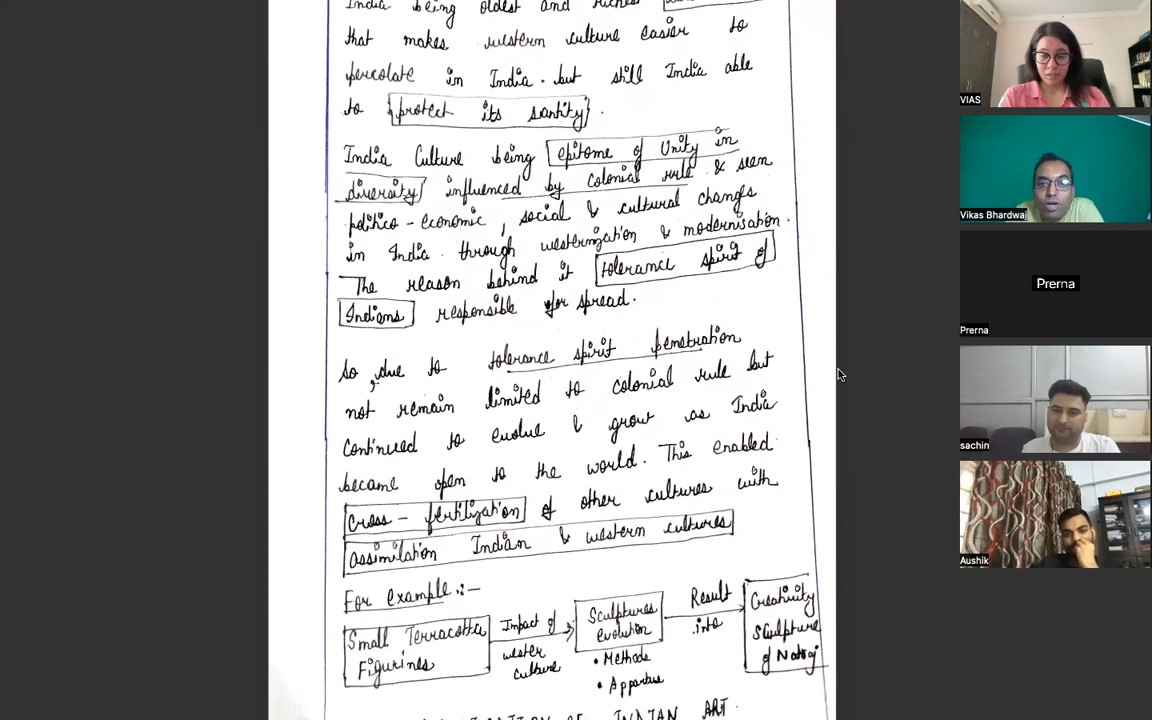 India being oldest and richest
that makes western culture easier to
percolate in India. but still India able
to {protect its santity}.
India Culture being epitome of Unity in
diversity influenced by colonial rule & seen
politico - economic, social & cultural changes
in India through westernization & modernisation.
The reason behind it tolerance spirit of
Indians responsible for spread.
So, due to tolerance spirit penetration
not remain limited to colonial rule but
continued to evolve & grow as India
became open to the world. This enabled
cross - fertilization of other cultures with
assimilation Indian & western cultures
For example :-
Small Terracotta Figurines
Impact of wester culture
Sculptures evolution
• Methods
• Appartus
Result into
Creativity Sculpture of Natraj
OF INDIAN ART.
VIAS
Vikas Bhardwaj
Prerna
Prerna
sachin
Aushik